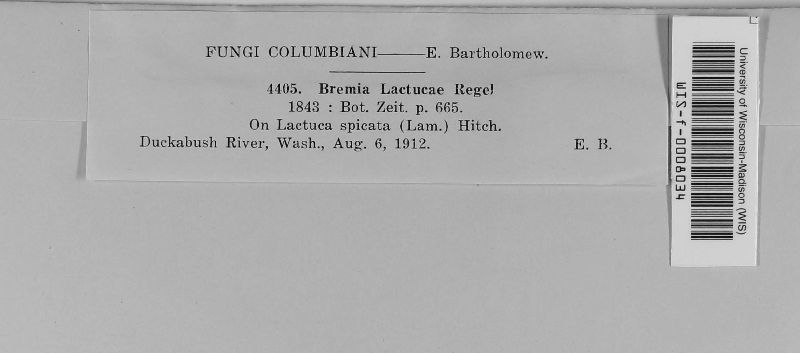 FUNGI COLUMBIANI——E. Bartholomew.
4405. Bremia Lactucae Regel
1843 : Bot. Zeit. p. 665.
On Lactuca spicata (Lam.) Hitch.
Duckabush River, Wash., Aug. 6, 1912. E. B.
University of Wisconsin-Madison (WIS)
WIS-f-0008034